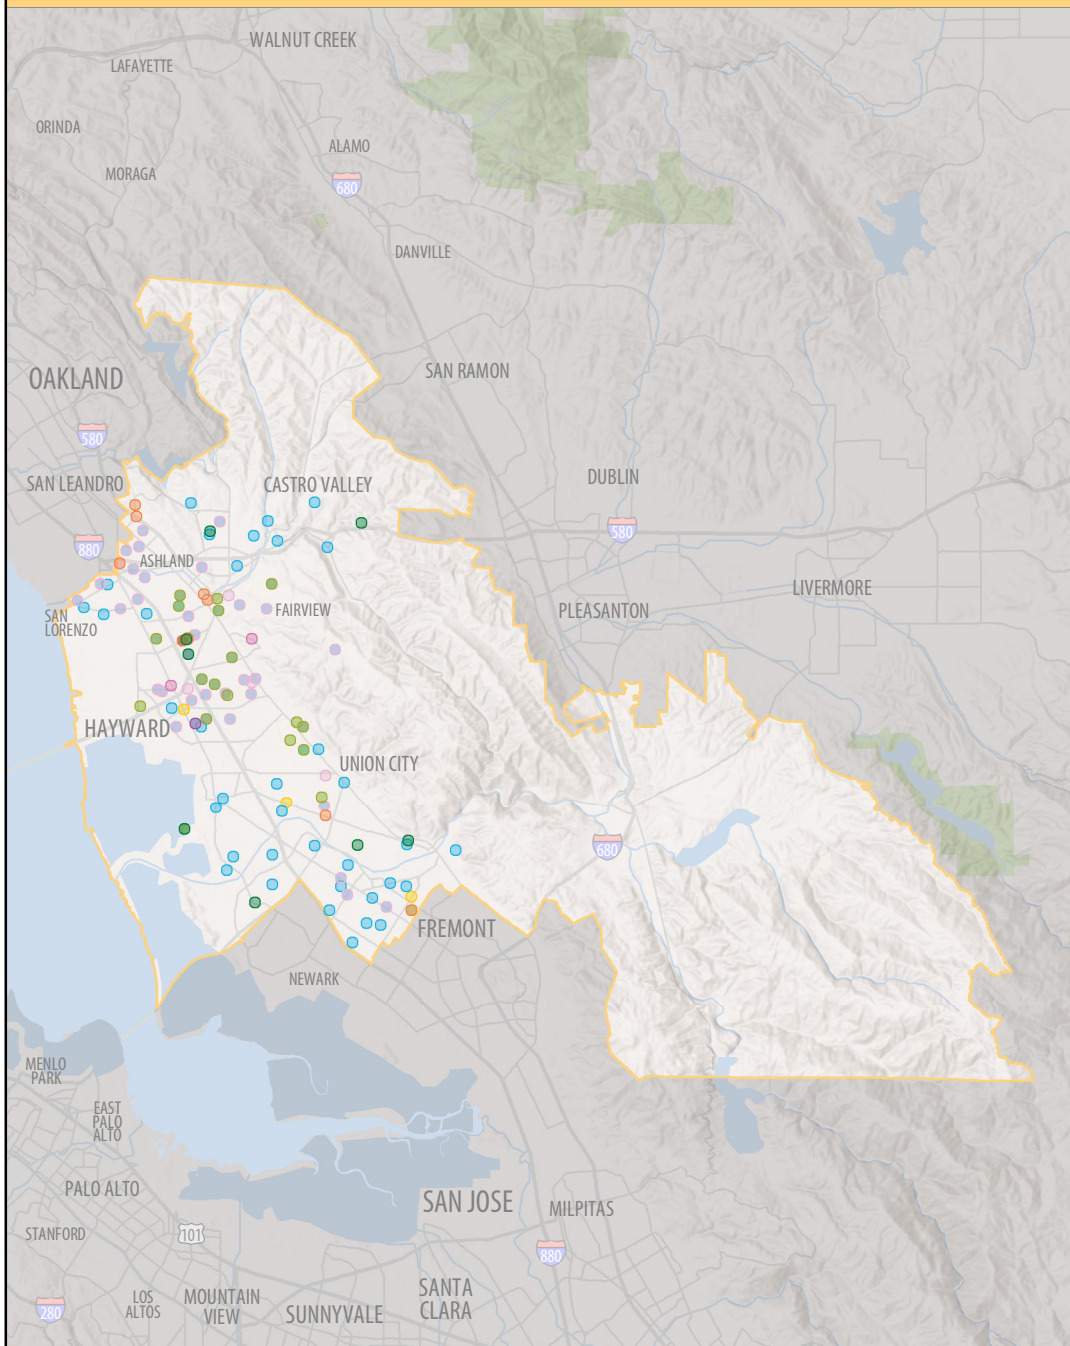 WALNUT CREEK
LAFAYETTE
ORINDA
ALAMO
MORAGA
680
DANVILLE
OAKLAND
SAN RAMON
580
SAN LEANDRO
CASTRO VALLEY
DUBLIN
580
880
ASHLAND
LIVERMORE
SAN
LORENZO
FAIRVIEW
PLEASANTON
HAYWARD
UNION CITY
680
FREMONT
NEWARK
MENLO
PARK
EAST
PALO
ALTO
PALO ALTO
SAN JOSE
MILPITAS
STANFORD
101
880
280
LOS
ALTOS
MOUNTAIN
VIEW
SUNNYVALE
SANTA
CLARA